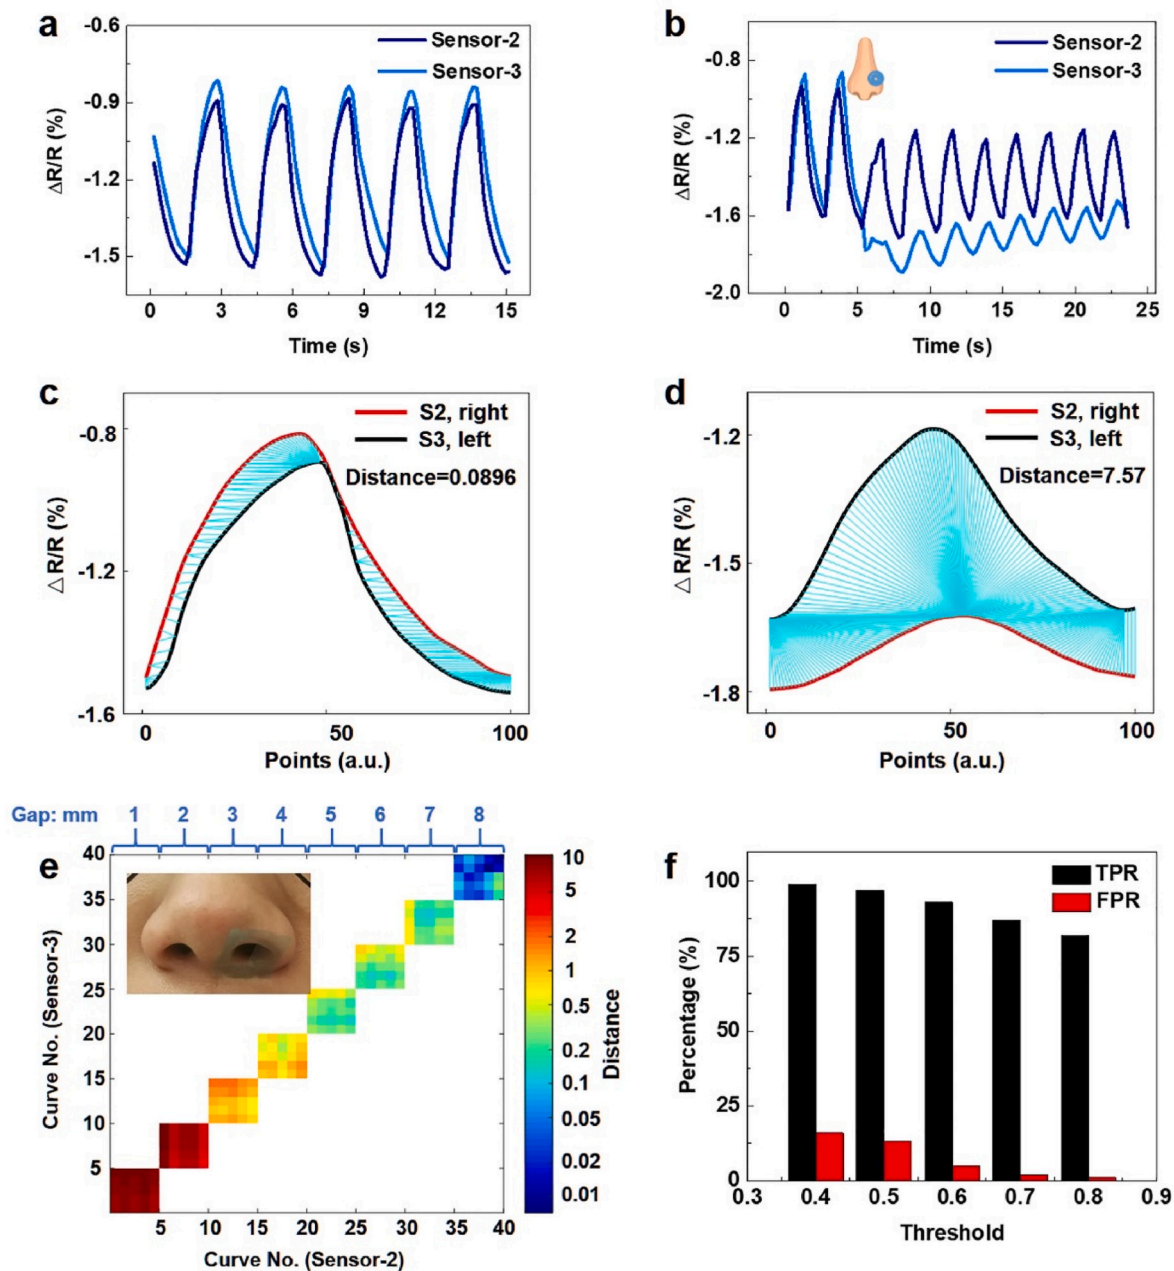 a
-0.6
-0.9
-1.2
-1.5
ΔR/R (%)
Sensor-2
Sensor-3
0 3 6 9 12 15
Time (s)
b
-0.8
-1.2
-1.6
-2.0
ΔR/R (%)
Sensor-2
Sensor-3
0 5 10 15 20 25
Time (s)
c
-0.8
-1.2
-1.6
△ R/R (%)
S2, right
S3, left
Distance=0.0896
0 50 100
Points (a.u.)
d
-1.2
-1.5
-1.8
△ R/R (%)
S2, right
S3, left
Distance=7.57
0 50 100
Points (a.u.)
Gap: mm 1 2 3 4 5 6 7 8
e
40
35
30
25
20
15
10
5
Curve No. (Sensor-3)
5 10 15 20 25 30 35 40
Curve No. (Sensor-2)
10
5
2
1
0.5
0.2
0.1
0.05
0.02
0.01
Distance
f
100
75
50
25
0
Percentage (%)
TPR
FPR
0.3 0.4 0.5 0.6 0.7 0.8 0.9
Threshold